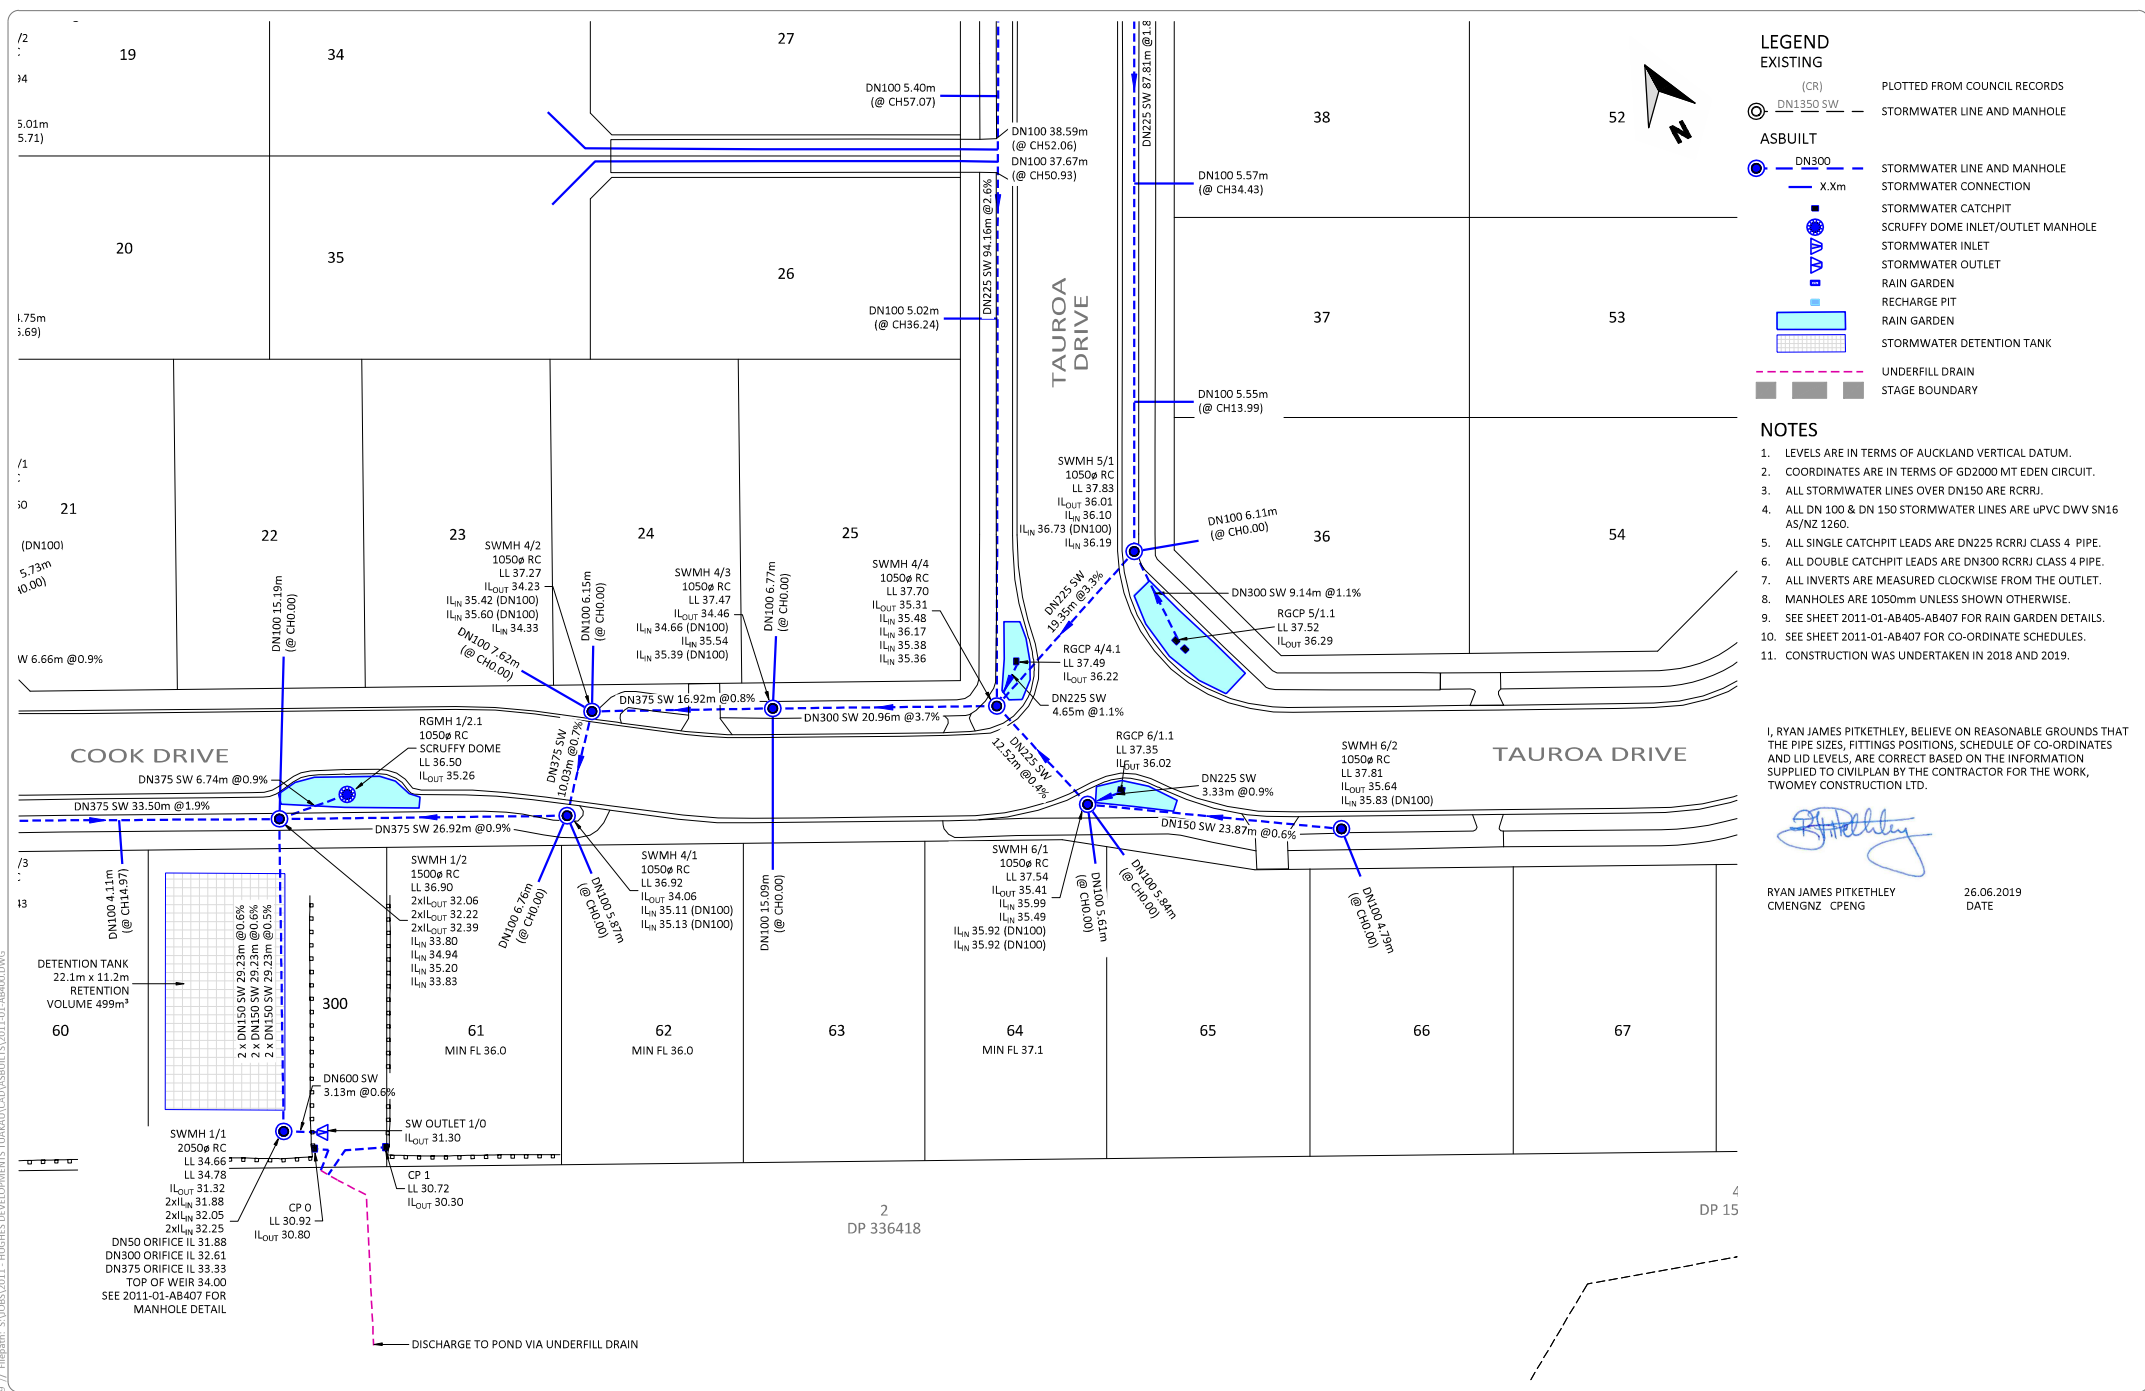 19
34
27
/2
94
5.01m
5.71)
20
35
26
4.75m
5.69)
DN100 5.40m
(@ CH57.07)
DN100 38.59m
(@ CH52.06)
DN100 37.67m
(@ CH50.93)
DN225 SW 94.16m @2.6%
DN100 5.02m
(@ CH36.24)
DN225 SW 87.81m @1.8
TAUROA
DRIVE
DN100 5.57m
(@ CH34.43)
DN100 5.55m
(@ CH13.99)
38
52
37
53
36
54
/1
50
21
(DN100)
5.73m
W 6.66m @0.9%
22
23
24
25
DN100 15.19m
(@ CH0.00)
SWMH 4/2
1050ø RC
LL 37.27
ILOUT 34.23
ILIN 35.42 (DN100)
ILIN 35.60 (DN100)
ILIN 34.33
DN100 7.62m
(@ CH0.00)
DN100 6.15m
(@ CH0.00)
SWMH 4/3
1050ø RC
LL 37.47
ILOUT 34.46
ILIN 34.66 (DN100)
ILIN 35.54
ILIN 35.39 (DN100)
DN100 6.77m
(@ CH0.00)
SWMH 4/4
1050ø RC
LL 37.70
ILOUT 35.31
ILIN 35.48
ILIN 36.17
ILIN 35.38
ILIN 35.36
SWMH 5/1
1050ø RC
LL 37.83
ILOUT 36.01
ILIN 36.10
ILIN 36.73 (DN100)
ILIN 36.19
DN100 6.11m
(@ CH0.00)
DN225 SW
19.35m @3.3%
DN300 SW 9.14m @1.1%
RGCP 5/1.1
LL 37.52
ILOUT 36.29
RGCP 4/4.1
LL 37.49
ILOUT 36.22
DN225 SW
4.65m @1.1%
DN375 SW 16.92m @0.8%
DN300 SW 20.96m @3.7%
COOK DRIVE
RGMH 1/2.1
1050ø RC
SCRUFFY DOME
LL 36.50
ILOUT 35.26
DN375 SW 6.74m @0.9%
DN375 SW 33.50m @1.9%
DN375 SW
10.03m @0.7%
DN375 SW 26.92m @0.9%
DN225 SW
12.52m @0.4%
RGCP 6/1.1
LL 37.35
ILOUT 36.02
DN225 SW
3.33m @0.9%
SWMH 6/2
1050ø RC
LL 37.81
ILOUT 35.64
ILIN 35.83 (DN100)
TAUROA DRIVE
DN150 SW 23.87m @0.6%
/3
43
DN100 4.11m
(@ CH14.97)
SWMH 1/2
1500ø RC
LL 36.90
2xILOUT 32.06
2xILOUT 32.22
2xILOUT 32.39
ILIN 33.80
ILIN 34.94
ILIN 35.20
ILIN 33.83
DN100 6.76m
(@ CH0.00)
DN100 5.87m
(@ CH0.00)
SWMH 4/1
1050ø RC
LL 36.92
ILOUT 34.06
ILIN 35.11 (DN100)
ILIN 35.13 (DN100)
DN100 15.09m
(@ CH0.00)
SWMH 6/1
1050ø RC
LL 37.54
ILOUT 35.41
ILIN 35.99
ILIN 35.49
ILIN 35.92 (DN100)
ILIN 35.92 (DN100)
DN100 5.61m
(@ CH0.00)
DN100 5.84m
(@ CH0.00)
DN100 4.79m
(@ CH0.00)
2 x DN150 SW 29.23m @0.6%
2 x DN150 SW 29.23m @0.6%
2 x DN150 SW 29.23m @0.5%
DETENTION TANK
22.1m x 11.2m
RETENTION
VOLUME 499m³
60
300
61
MIN FL 36.0
62
MIN FL 36.0
63
64
MIN FL 37.1
65
66
67
DN600 SW
3.13m @0.6%
SW OUTLET 1/0
ILOUT 31.30
SWMH 1/1
2050ø RC
LL 34.66
LL 34.78
ILOUT 31.32
2xILIN 31.88
2xILIN 32.05
2xILIN 32.25
DN50 ORIFICE IL 31.88
DN300 ORIFICE IL 32.61
DN375 ORIFICE IL 33.33
TOP OF WEIR 34.00
SEE 2011-01-AB407 FOR
MANHOLE DETAIL
CP 0
LL 30.92
ILOUT 30.80
CP 1
LL 30.72
ILOUT 30.30
2
DP 336418
4
DP 15
DISCHARGE TO POND VIA UNDERFILL DRAIN
N
LEGEND
EXISTING
(CR)
PLOTTED FROM COUNCIL RECORDS
DN1350 SW
STORMWATER LINE AND MANHOLE
ASBUILT
DN300
STORMWATER LINE AND MANHOLE
X.Xm
STORMWATER CONNECTION
STORMWATER CATCHPIT
SCRUFFY DOME INLET/OUTLET MANHOLE
STORMWATER INLET
STORMWATER OUTLET
RAIN GARDEN
RECHARGE PIT
RAIN GARDEN
STORMWATER DETENTION TANK
UNDERFILL DRAIN
STAGE BOUNDARY
NOTES
1. LEVELS ARE IN TERMS OF AUCKLAND VERTICAL DATUM.
2. COORDINATES ARE IN TERMS OF GD2000 MT EDEN CIRCUIT.
3. ALL STORMWATER LINES OVER DN150 ARE RCRRJ.
4. ALL DN 100 & DN 150 STORMWATER LINES ARE uPVC DWV SN16
AS/NZ 1260.
5. ALL SINGLE CATCHPIT LEADS ARE DN225 RCRRJ CLASS 4 PIPE.
6. ALL DOUBLE CATCHPIT LEADS ARE DN300 RCRRJ CLASS 4 PIPE.
7. ALL INVERTS ARE MEASURED CLOCKWISE FROM THE OUTLET.
8. MANHOLES ARE 1050mm UNLESS SHOWN OTHERWISE.
9. SEE SHEET 2011-01-AB405-AB407 FOR RAIN GARDEN DETAILS.
10. SEE SHEET 2011-01-AB407 FOR CO-ORDINATE SCHEDULES.
11. CONSTRUCTION WAS UNDERTAKEN IN 2018 AND 2019.
I, RYAN JAMES PITKETHLEY, BELIEVE ON REASONABLE GROUNDS THAT
THE PIPE SIZES, FITTINGS POSITIONS, SCHEDULE OF CO-ORDINATES
AND LID LEVELS, ARE CORRECT BASED ON THE INFORMATION
SUPPLIED TO CIVILPLAN BY THE CONTRACTOR FOR THE WORK,
TWOMEY CONSTRUCTION LTD.
RYAN JAMES PITKETHLEY 26.06.2019
CMENGNZ CPENG DATE